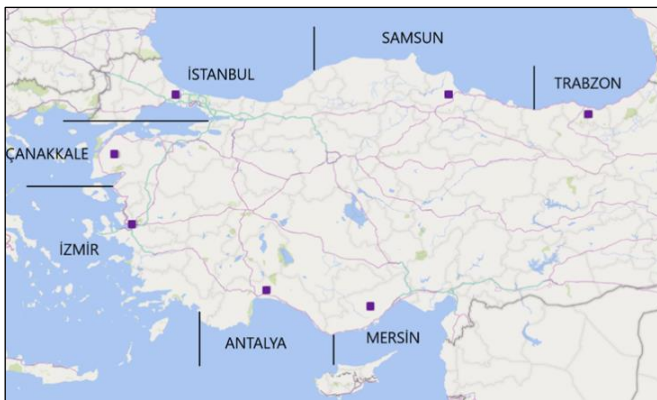 SAMSUN
İSTANBUL
TRABZON
ÇANAKKALE
İZMİR
ANTALYA
MERSİN